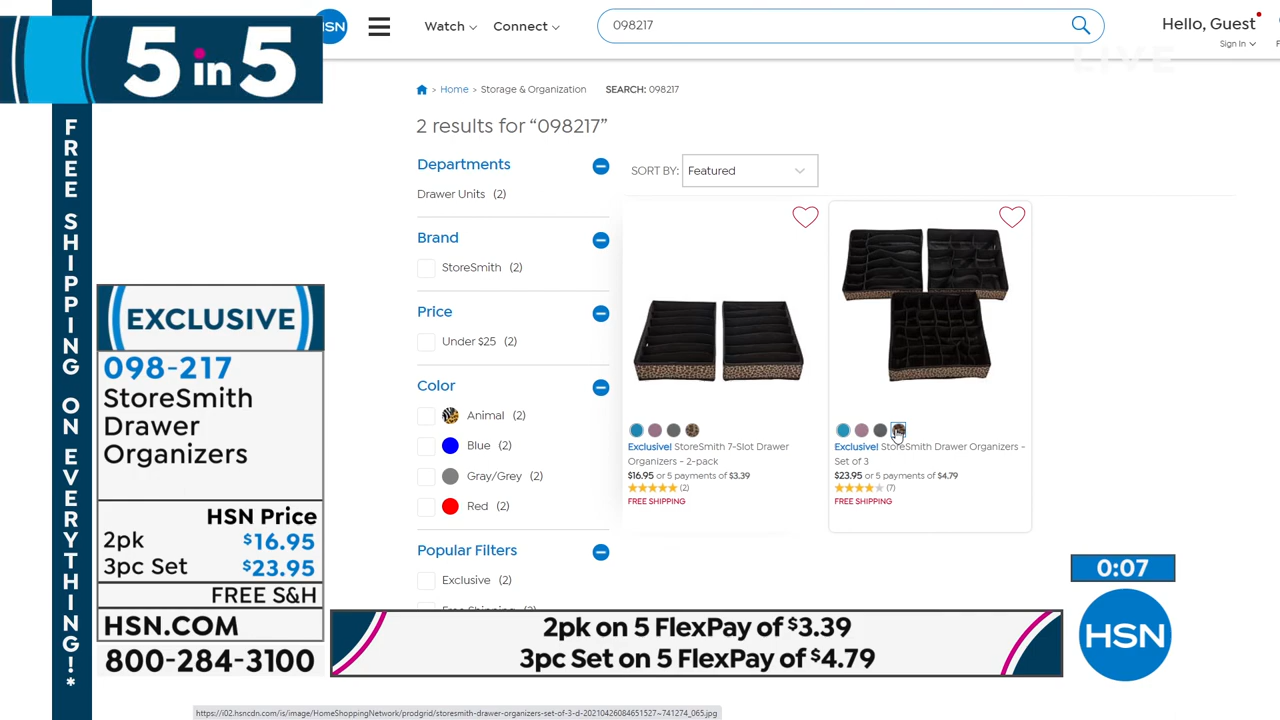 5 in 5
FREE SHIPPING ON EVERYTHING!*
EXCLUSIVE
098-217
StoreSmith
Drawer
Organizers
HSN Price
2pk $16.95
3pc Set $23.95
FREE S&H
HSN.COM
800-284-3100
HSN
Watch
Connect
098217
Hello, Guest
Sign In
LIVE
Home > Storage & Organization SEARCH: 098217
2 results for “098217”
Departments
Drawer Units (2)
Brand
StoreSmith (2)
Price
Under $25 (2)
Color
Animal (2)
Blue (2)
Gray/Grey (2)
Red (2)
Popular Filters
Exclusive (2)
Free Shipping (2)
SORT BY: Featured
Exclusive! StoreSmith 7-Slot Drawer
Organizers - 2-pack
$16.95 or 5 payments of $3.39
(2)
FREE SHIPPING
Exclusive! StoreSmith Drawer Organizers -
Set of 3
$23.95 or 5 payments of $4.79
(7)
FREE SHIPPING
0:07
HSN
2pk on 5 FlexPay of $3.39
3pc Set on 5 FlexPay of $4.79
https://i02.hsncdn.com/is/image/HomeShoppingNetwork/prodgrid/storesmith-drawer-organizers-set-of-3-d-20210426084651527~741274_065.jpg